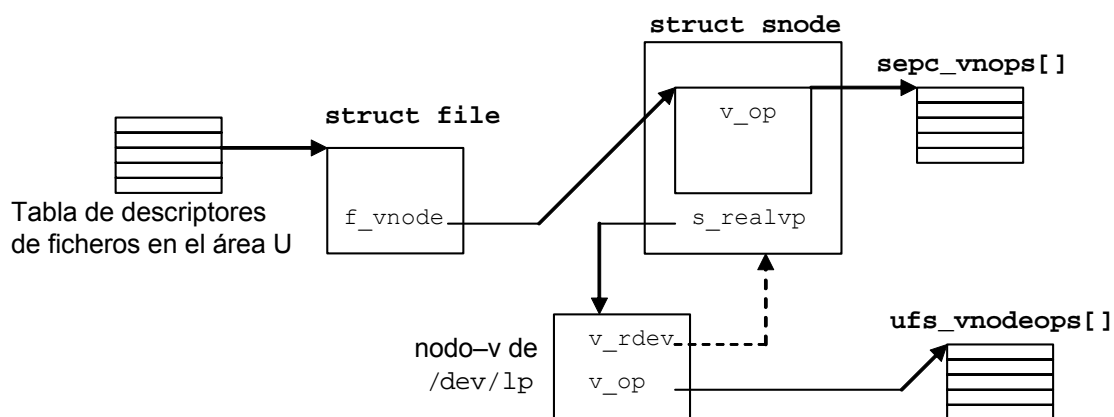 struct snode
sepc_vnops[]
v_op
struct file
Tabla de descriptores
de ficheros en el área U
f_vnode
s_realvp
ufs_vnodeops[]
nodo–v de
/dev/lp
v_rdev
v_op